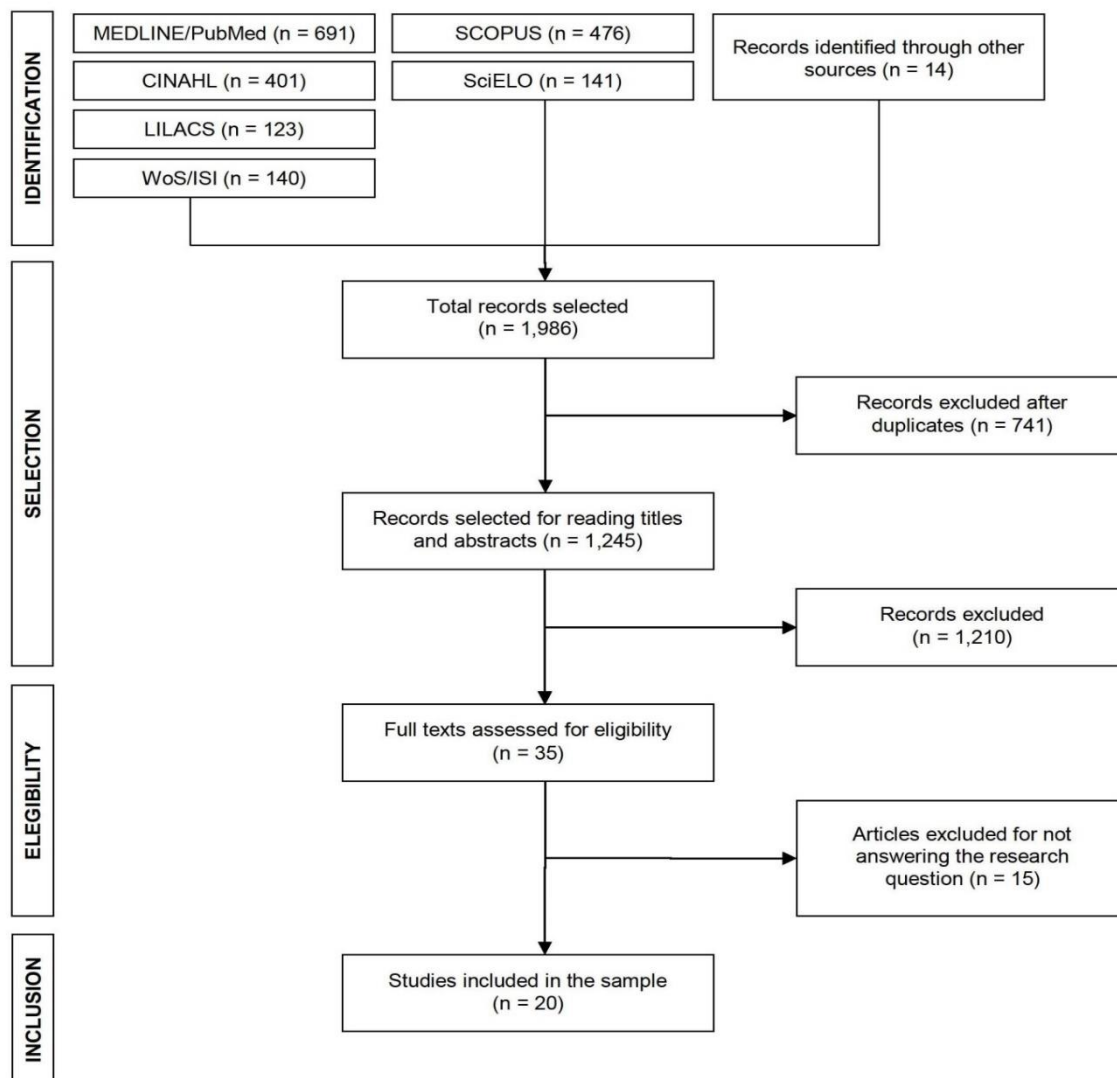 IDENTIFICATION
MEDLINE/PubMed (n = 691)
CINAHL (n = 401)
LILACS (n = 123)
WoS/ISI (n = 140)
SCOPUS (n = 476)
SciELO (n = 141)
Records identified through other
sources (n = 14)
SELECTION
Total records selected
(n = 1,986)
Records excluded after
duplicates (n = 741)
Records selected for reading titles
and abstracts (n = 1,245)
Records excluded
(n = 1,210)
ELEGIBILITY
Full texts assessed for eligibility
(n = 35)
Articles excluded for not
answering the research
question (n = 15)
INCLUSION
Studies included in the sample
(n = 20)